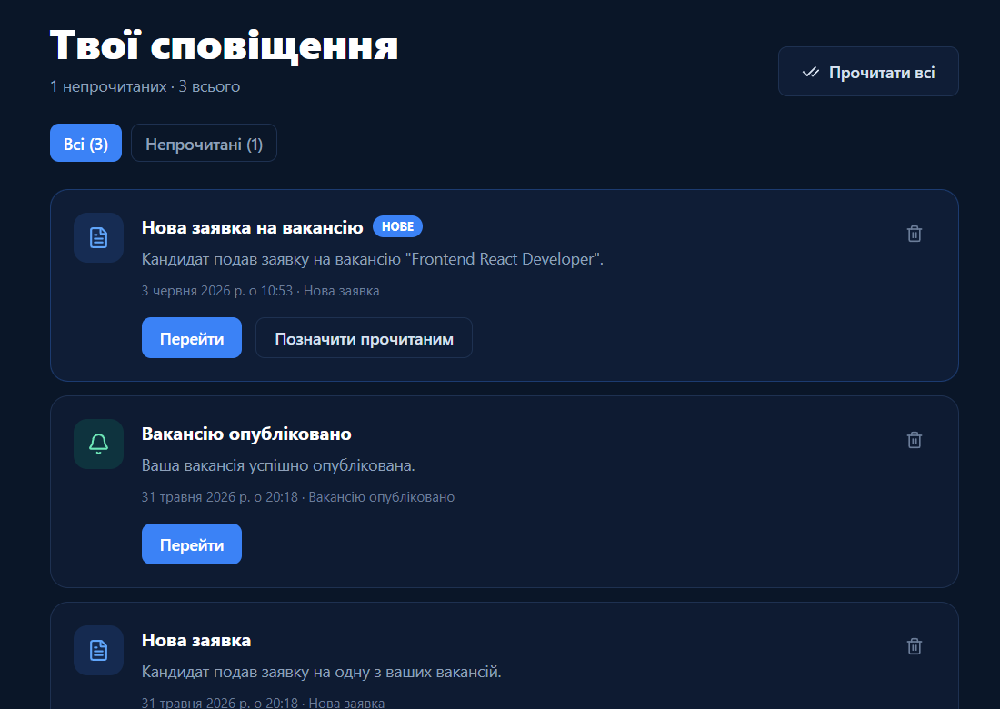 Твої сповіщення
1 непрочитаних · 3 всього
Прочитати всі
Всі (3)
Непрочитані (1)
Нова заявка на вакансію НОВЕ
Кандидат подав заявку на вакансію "Frontend React Developer".
3 червня 2026 р. о 10:53 · Нова заявка
Перейти
Позначити прочитаним
Вакансію опубліковано
Ваша вакансія успішно опублікована.
31 травня 2026 р. о 20:18 · Вакансію опубліковано
Перейти
Нова заявка
Кандидат подав заявку на одну з ваших вакансій.
31 травня 2026 р. о 20:18 · Нова заявка